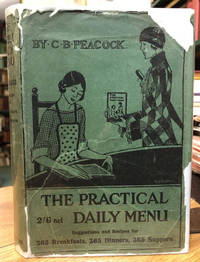 BY·C·B·PEACOCK.
THE PRACTICAL
2/6 net DAILY MENU
Suggestions and Recipes for
365 Breakfasts, 365 Dinners, 365 Suppers.